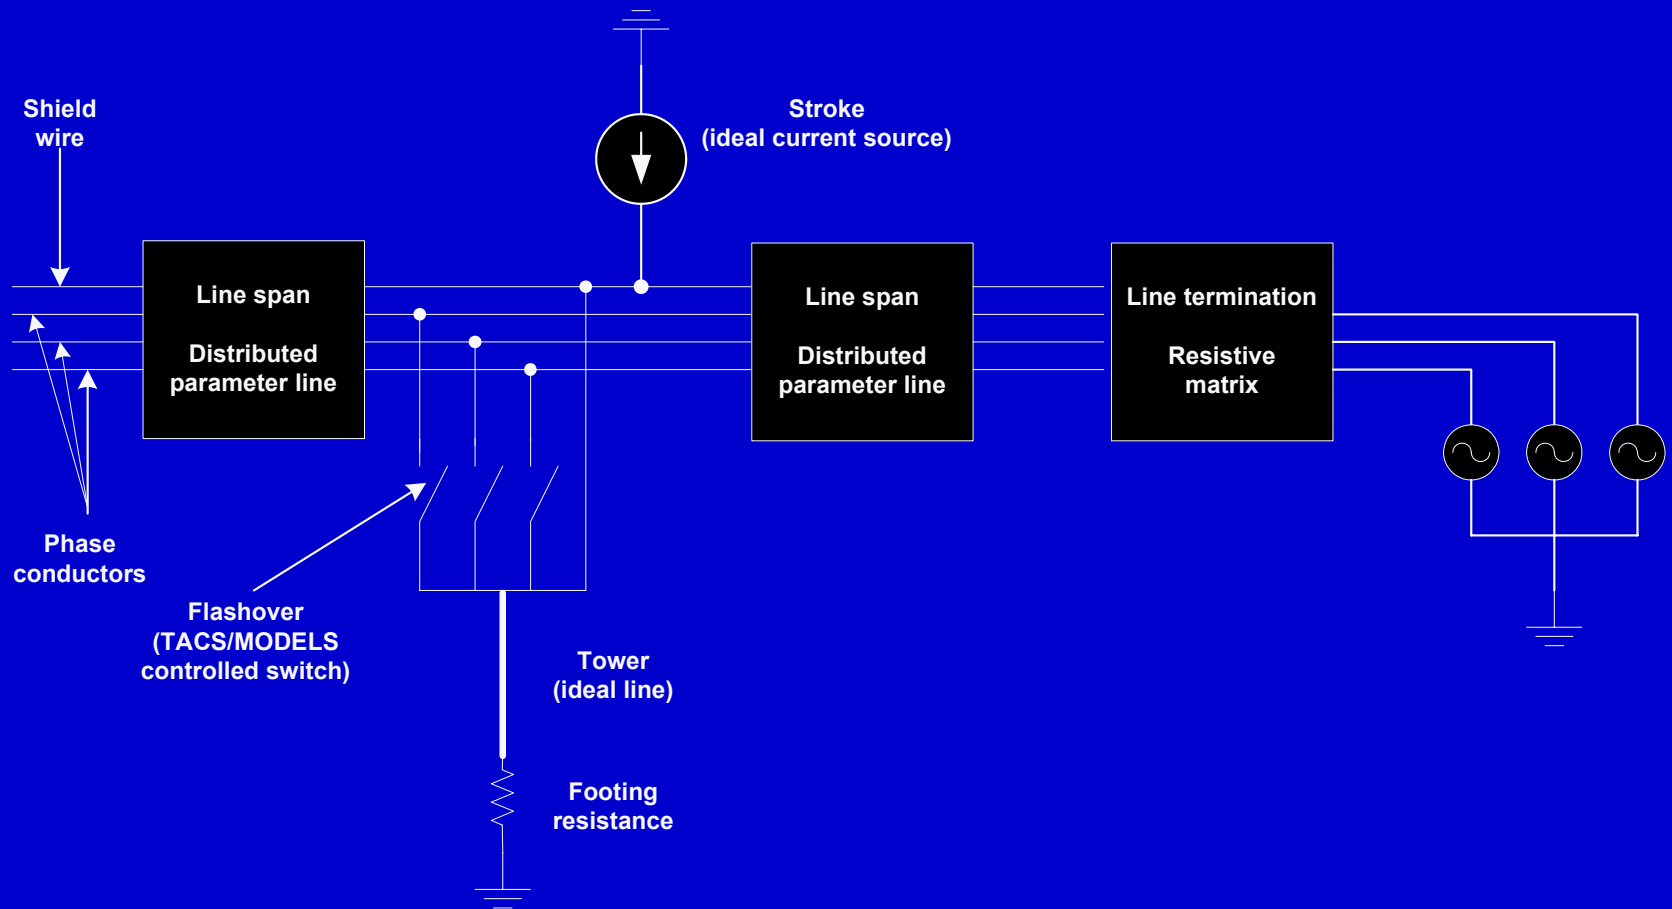 Shield
wire
Stroke
(ideal current source)
Line span
Distributed
parameter line
Line span
Distributed
parameter line
Line termination
Resistive
matrix
Phase
conductors
Flashover
(TACS/MODELS
controlled switch)
Tower
(ideal line)
Footing
resistance